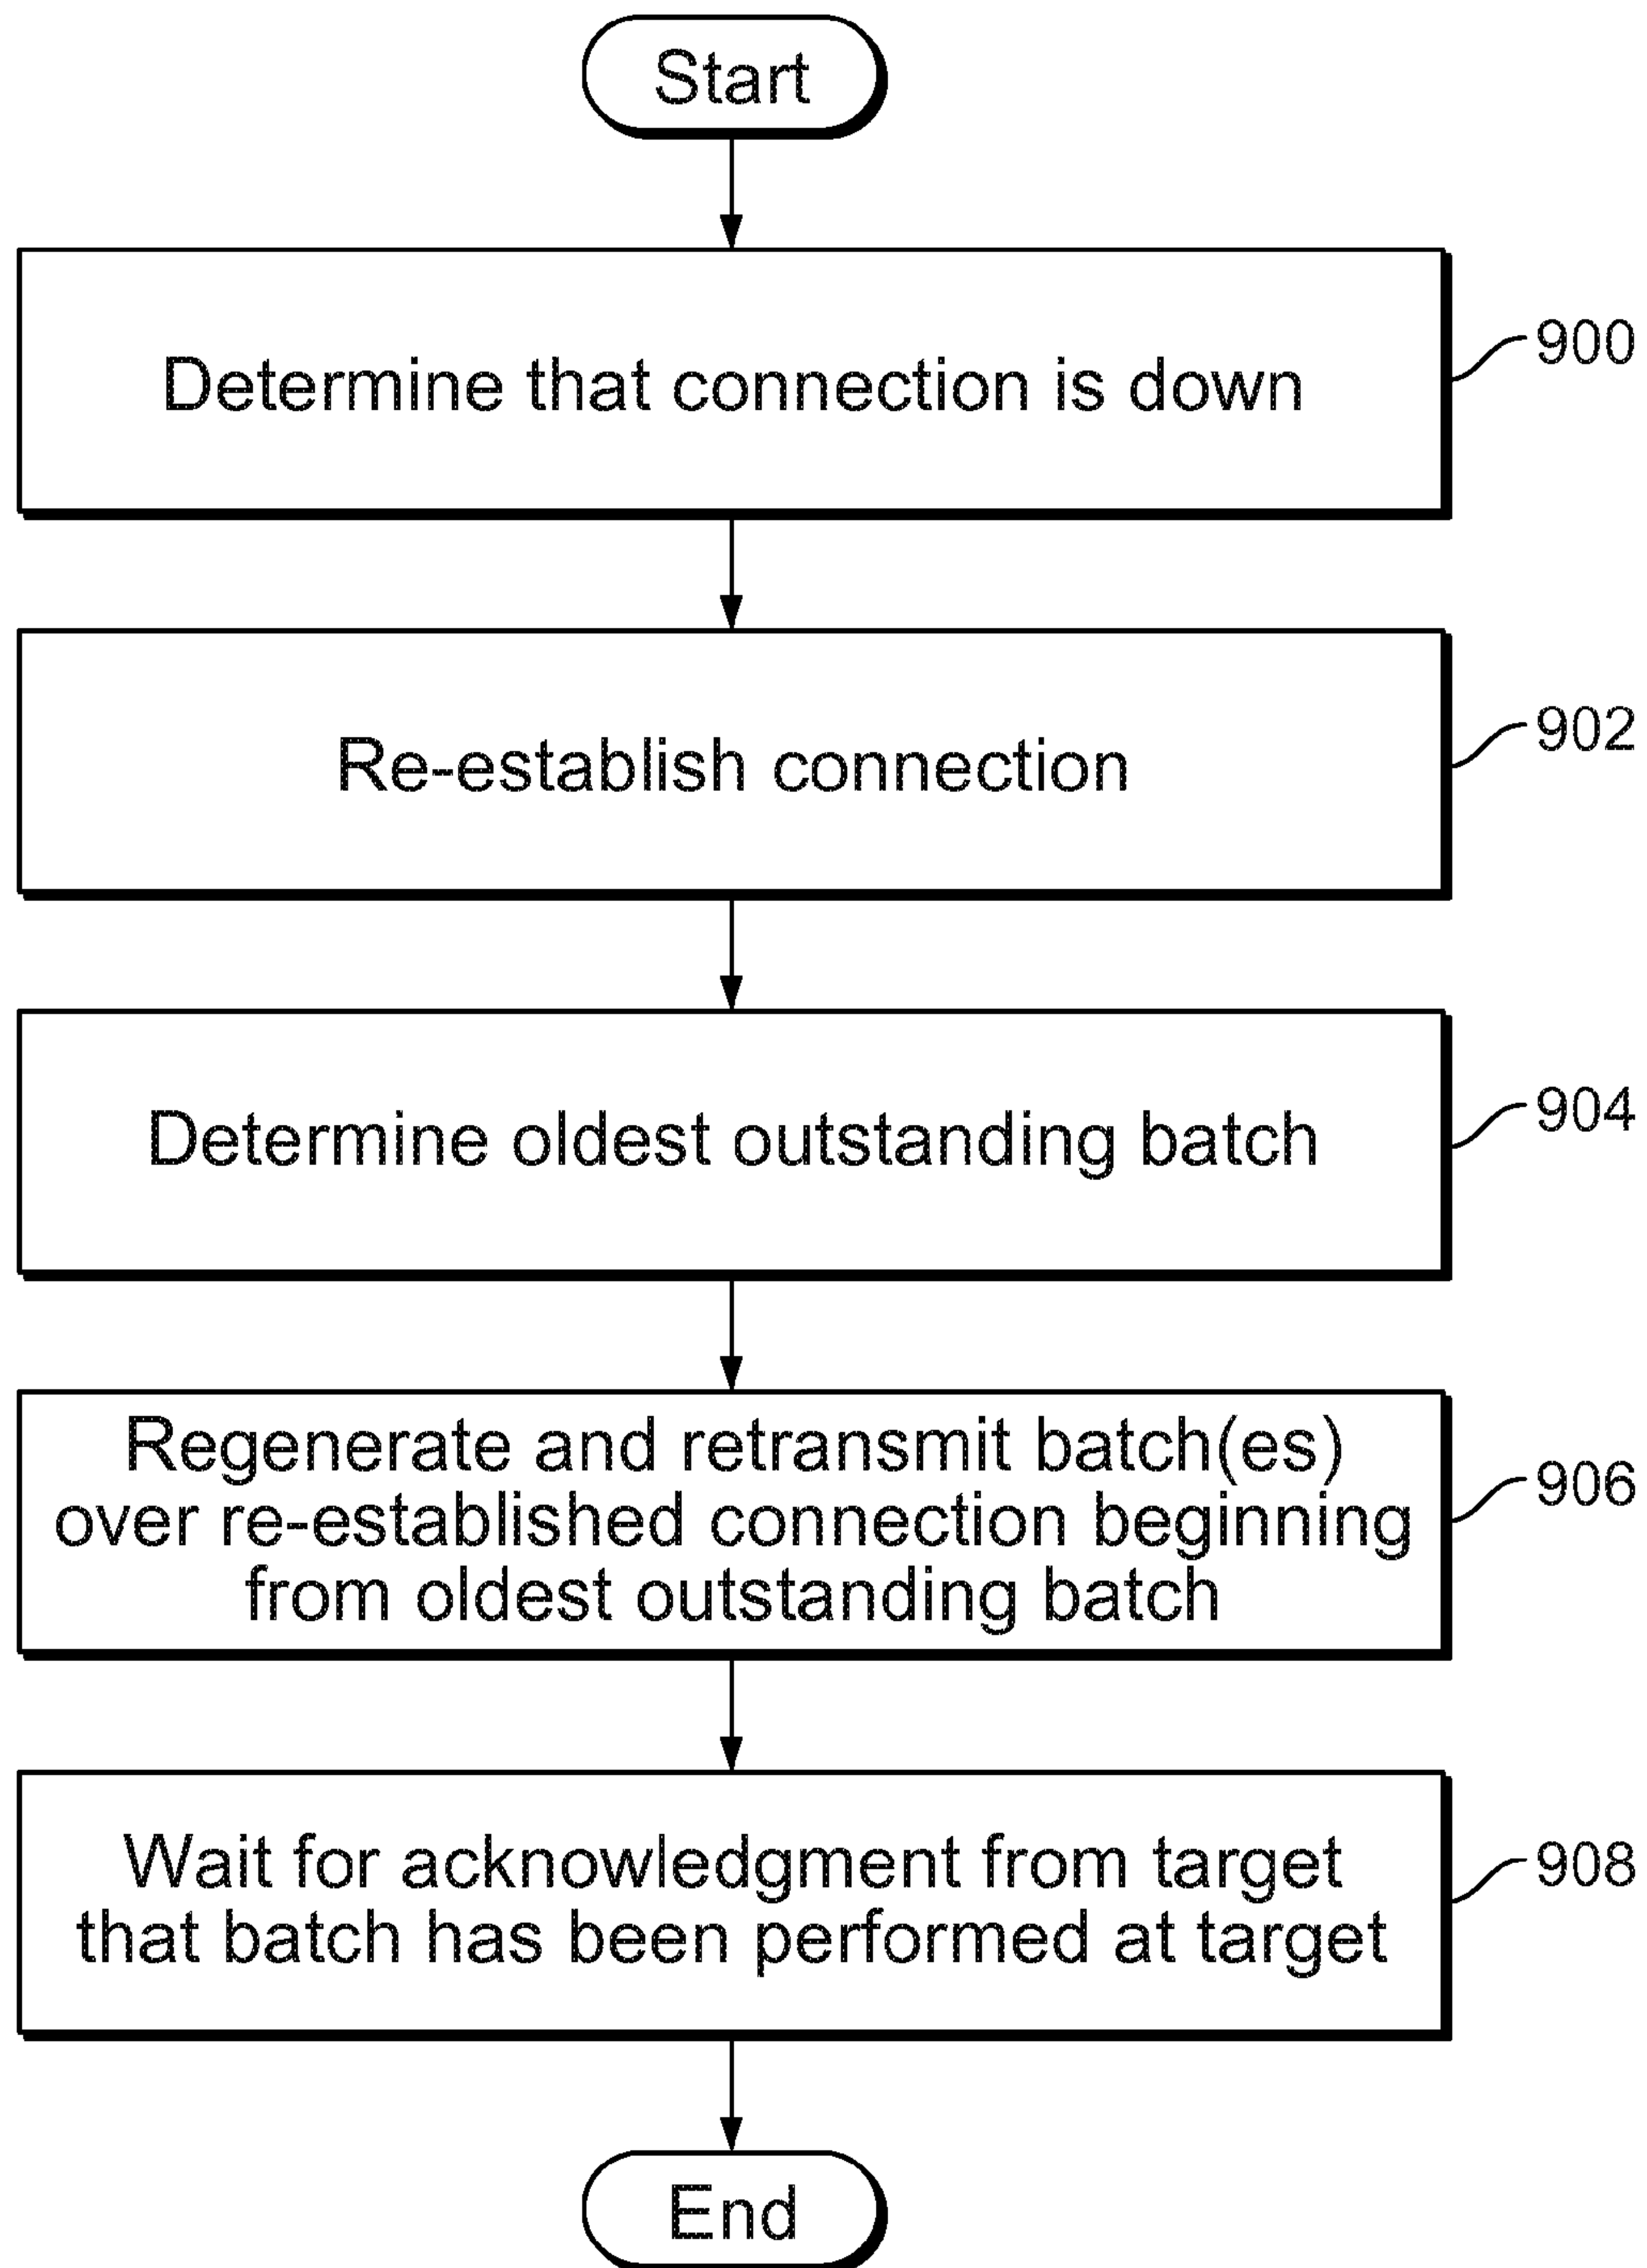 Start
Determine that connection is down
900
Re-establish connection
902
Determine oldest outstanding batch
904
Regenerate and retransmit batch(es)
over re-established connection beginning
from oldest outstanding batch
906
Wait for acknowledgment from target
that batch has been performed at target
908
End